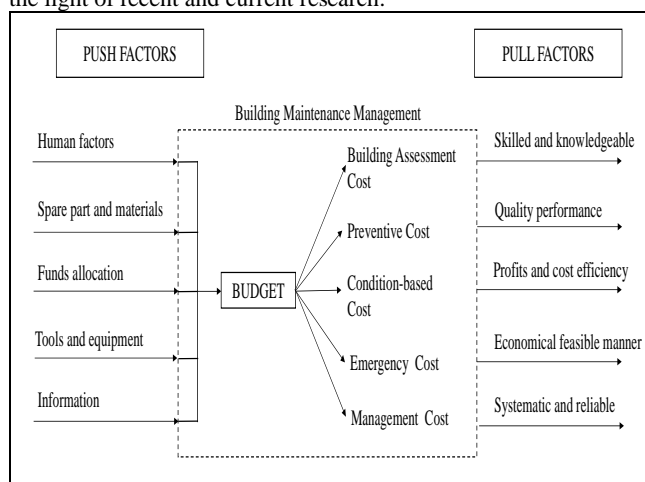 the light of recent and current research.
PUSH FACTORS
PULL FACTORS
Building Maintenance Management
Human factors
Spare part and materials
Funds allocation
Tools and equipment
Information
BUDGET
Building Assessment
Cost
Preventive Cost
Condition-based
Cost
Emergency Cost
Management Cost
Skilled and knowledgeable
Quality performance
Profits and cost efficiency
Economical feasible manner
Systematic and reliable